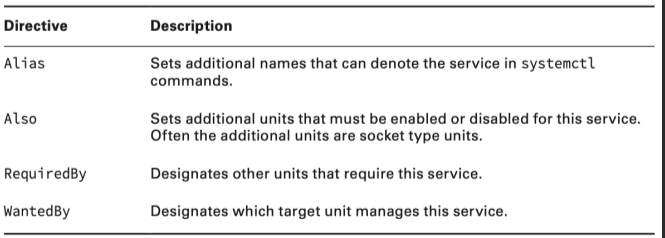 Directive Description
Alias Sets additional names that can denote the service in systemctl
commands.
Also Sets additional units that must be enabled or disabled for this service.
Often the additional units are socket type units.
RequiredBy Designates other units that require this service.
WantedBy Designates which target unit manages this service.